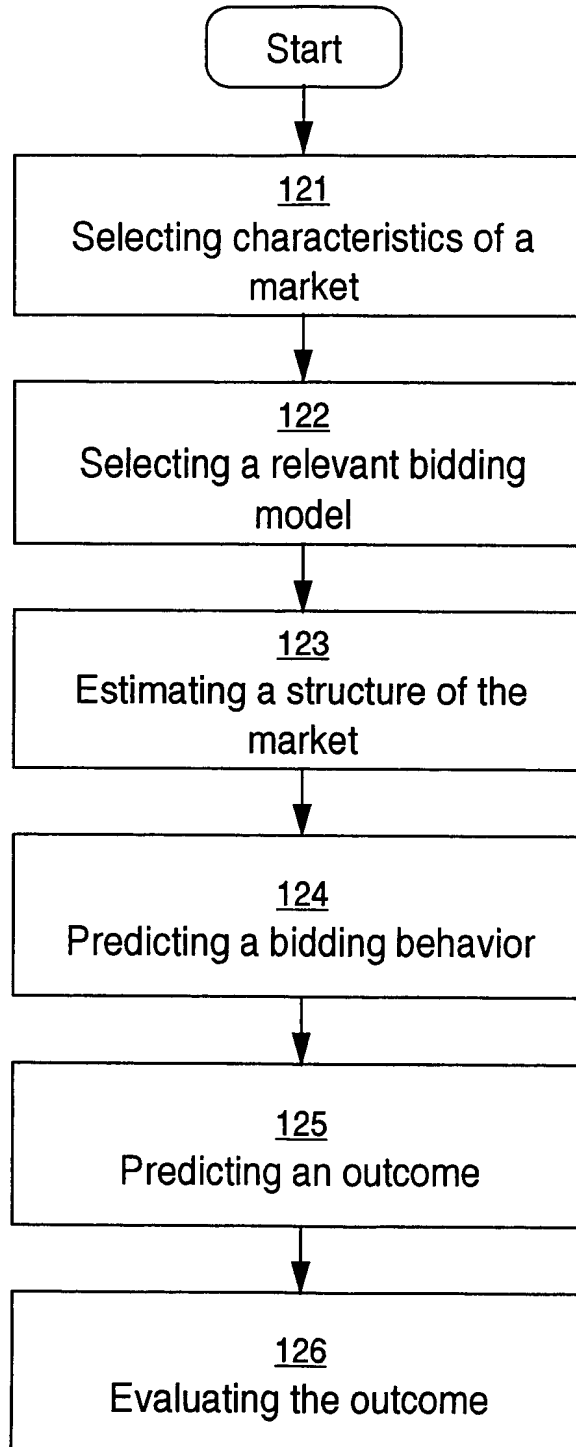 Start
121
Selecting characteristics of a
market
122
Selecting a relevant bidding
model
123
Estimating a structure of the
market
124
Predicting a bidding behavior
125
Predicting an outcome
126
Evaluating the outcome